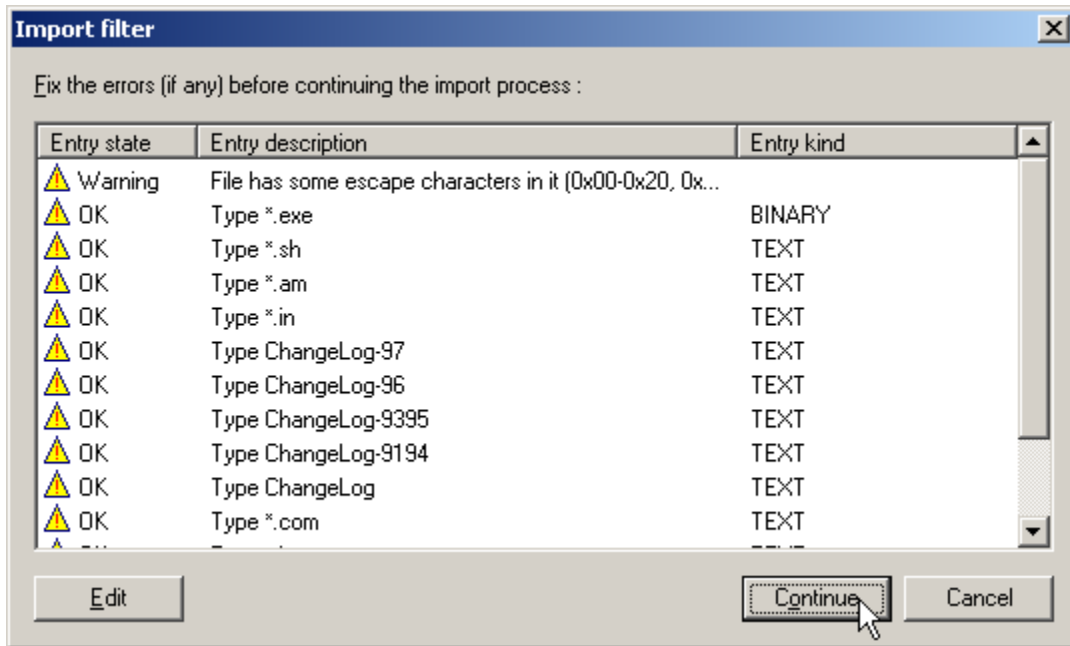 Import filter
Fix the errors (if any) before continuing the import process :
Entry state Entry description Entry kind
Warning File has some escape characters in it (0x00-0x20, 0x...
OK Type *.exe BINARY
OK Type *.sh TEXT
OK Type *.am TEXT
OK Type *.in TEXT
OK Type ChangeLog-97 TEXT
OK Type ChangeLog-96 TEXT
OK Type ChangeLog-9395 TEXT
OK Type ChangeLog-9194 TEXT
OK Type ChangeLog TEXT
OK Type *.com TEXT
Edit Continue Cancel